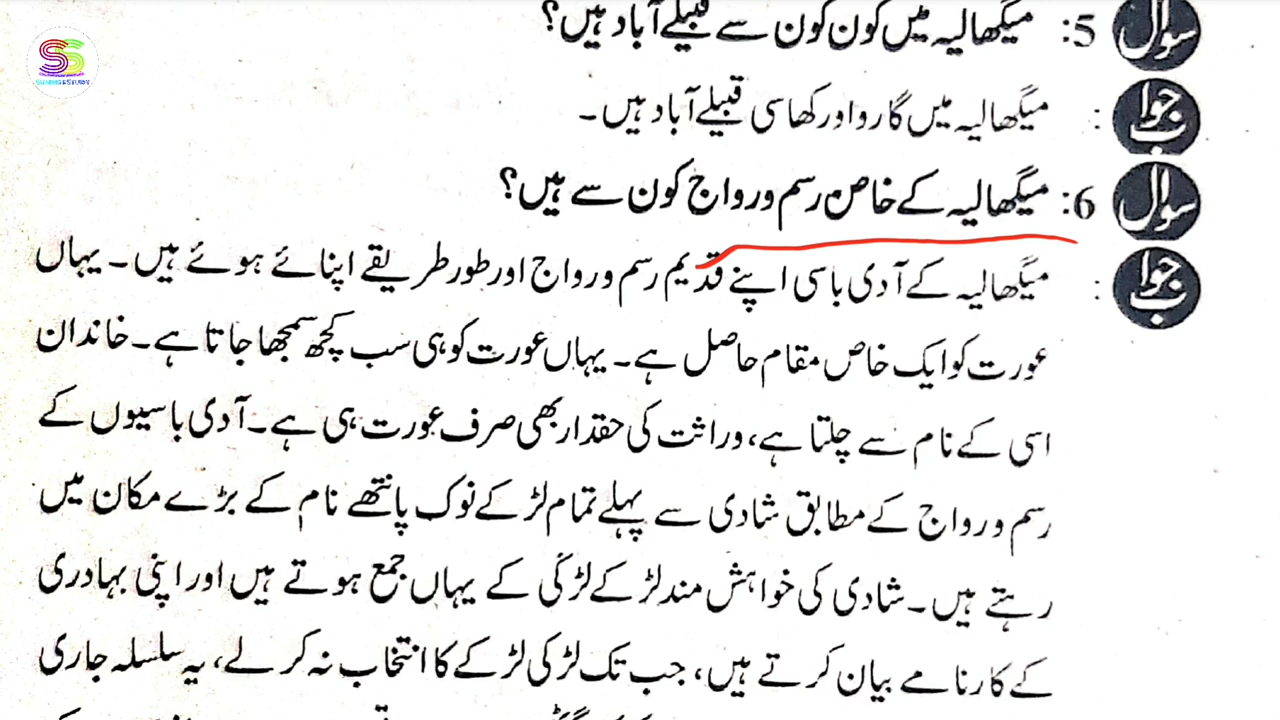 سوال 5: میگھالیہ میں کون کون سے قبیلے آباد ہیں؟
جواب : میگھالیہ میں گارو اور کھاسی قبیلے آباد ہیں۔
سوال 6: میگھالیہ کے خاص رسم و رواج کون سے ہیں؟
جواب : میگھالیہ کے آدی باسی اپنے قدیم رسم و رواج اور طور طریقے اپنائے ہوئے ہیں۔ یہاں
عورت کو ایک خاص مقام حاصل ہے۔ یہاں عورت کو ہی سب کچھ سمجھا جاتا ہے۔ خاندان
اسی کے نام سے چلتا ہے، وراثت کی حقدار بھی صرف عورت ہی ہے۔ آدی باسیوں کے
رسم و رواج کے مطابق شادی سے پہلے تمام لڑکے نوک پانتھے نام کے بڑے مکان میں
رہتے ہیں۔ شادی کی خواہش مند لڑکے لڑکی کے یہاں جمع ہوتے ہیں اور اپنی بہادری
کے کارنامے بیان کرتے ہیں، جب تک لڑکی لڑکے کا انتخاب نہ کر لے، یہ سلسلہ جاری